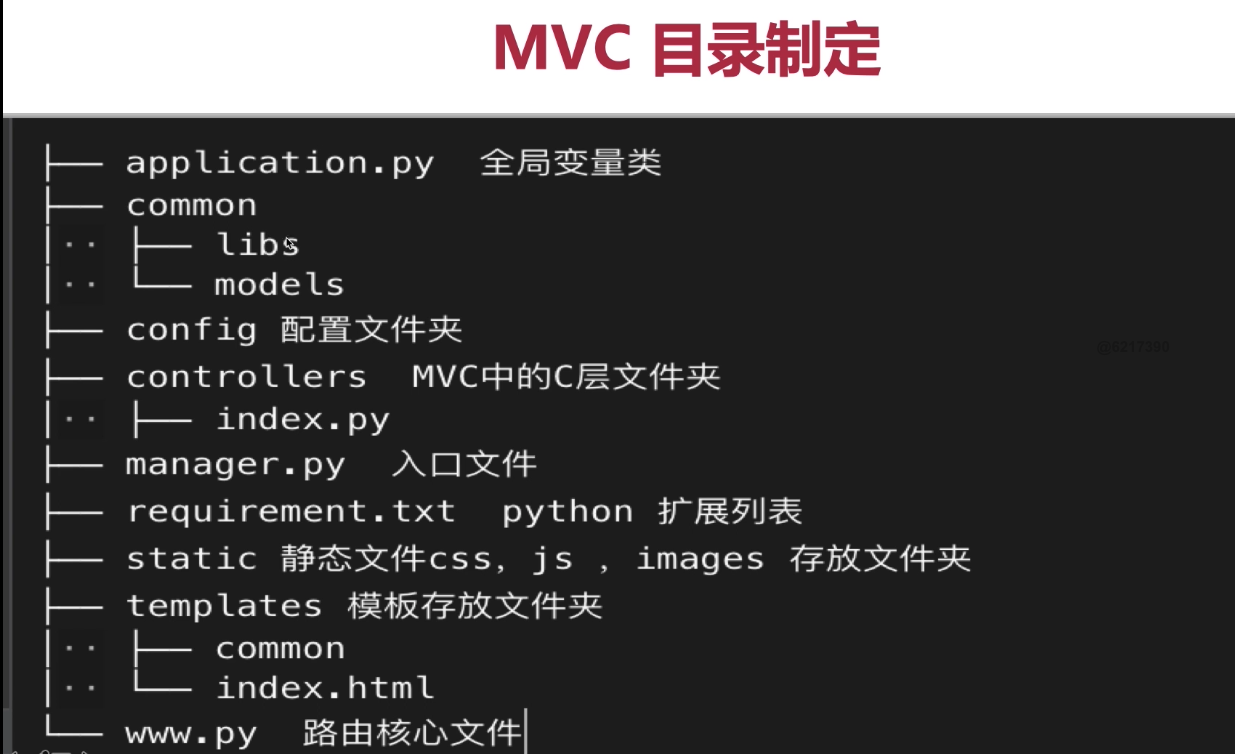 MVC 目录制定
├── application.py 全局变量类
├── common
│·· ├── libs
│·· └── models
├── config 配置文件夹
├── controllers MVC中的C层文件夹
@6217390
│·· ├── index.py
├── manager.py 入口文件
├── requirement.txt python 扩展列表
├── static 静态文件css, js , images 存放文件夹
├── templates 模板存放文件夹
│·· ├── common
│·· └── index.html
└── www.py 路由核心文件